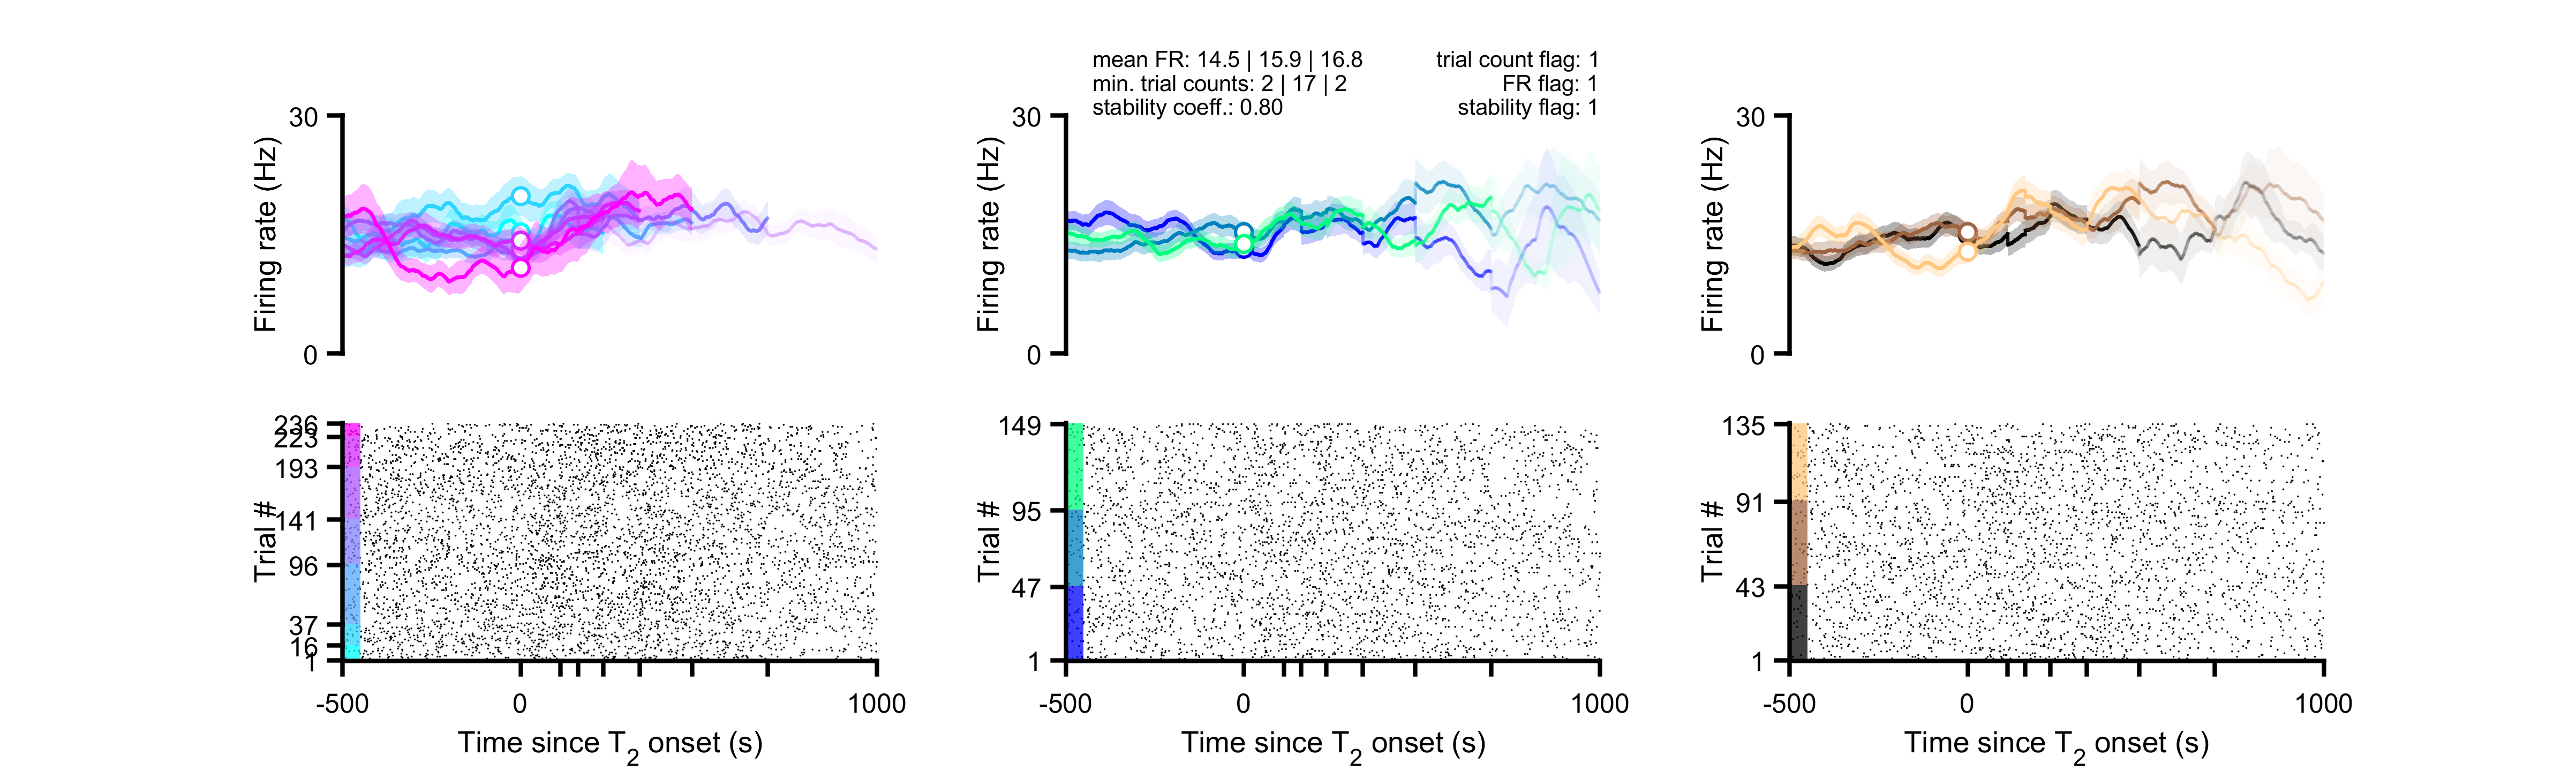 mean FR: 14.5 | 15.9 | 16.8
trial count flag: 1
min. trial counts: 2 | 17 | 2
FR flag: 1
stability coeff.: 0.80
stability flag: 1
30
Firing rate (Hz)
0
30
Firing rate (Hz)
0
30
Firing rate (Hz)
0
236
223
193
141
96
37
16
1
Trial #
-500
0
1000
Time since T2 onset (s)
149
95
47
1
Trial #
-500
0
1000
Time since T2 onset (s)
135
91
43
1
Trial #
-500
0
1000
Time since T2 onset (s)